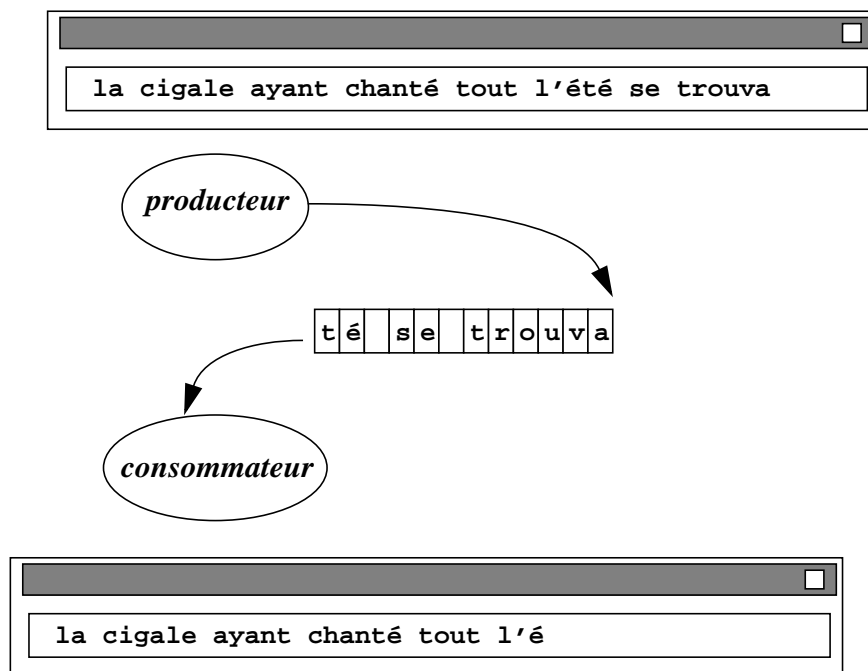 la cigale ayant chanté tout l’été se trouva
producteur
té se trouva
consommateur
la cigale ayant chanté tout l’é